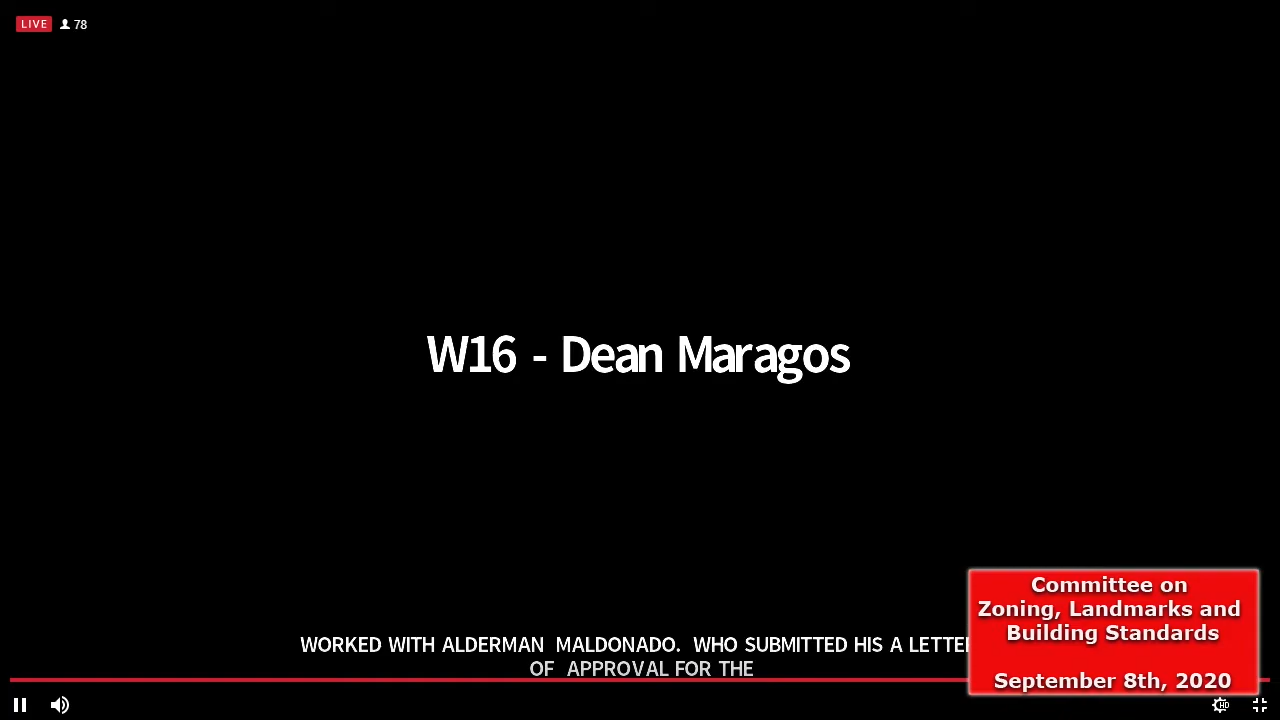 LIVE 78
W16 - Dean Maragos
WORKED WITH ALDERMAN MALDONADO. WHO SUBMITTED HIS A LETTER
OF APPROVAL FOR THE
Committee on
Zoning, Landmarks and
Building Standards
September 8th, 2020
HD